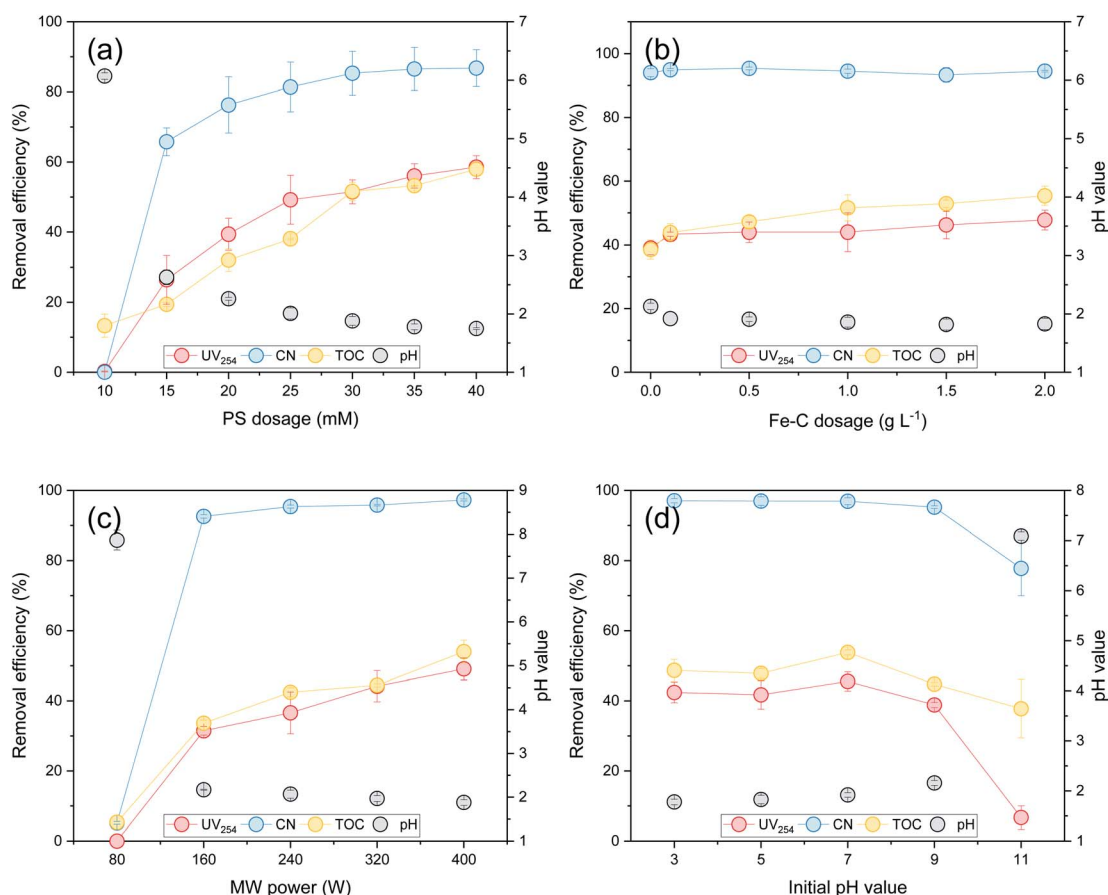 (a)
Removal efficiency (%)
100
80
60
40
20
0
10 15 20 25 30 35 40
PS dosage (mM)
7
6
5
4
3
2
1
pH value
UV254 CN TOC pH
(b)
Removal efficiency (%)
100
80
60
40
20
0
0.0 0.5 1.0 1.5 2.0
Fe-C dosage (g L-1)
7
6
5
4
3
2
1
pH value
UV254 CN TOC pH
(c)
Removal efficiency (%)
100
80
60
40
20
0
80 160 240 320 400
MW power (W)
9
8
7
6
5
4
3
2
1
pH value
UV254 CN TOC pH
(d)
Removal efficiency (%)
100
80
60
40
20
0
3 5 7 9 11
Initial pH value
8
7
6
5
4
3
2
1
pH value
UV254 CN TOC pH